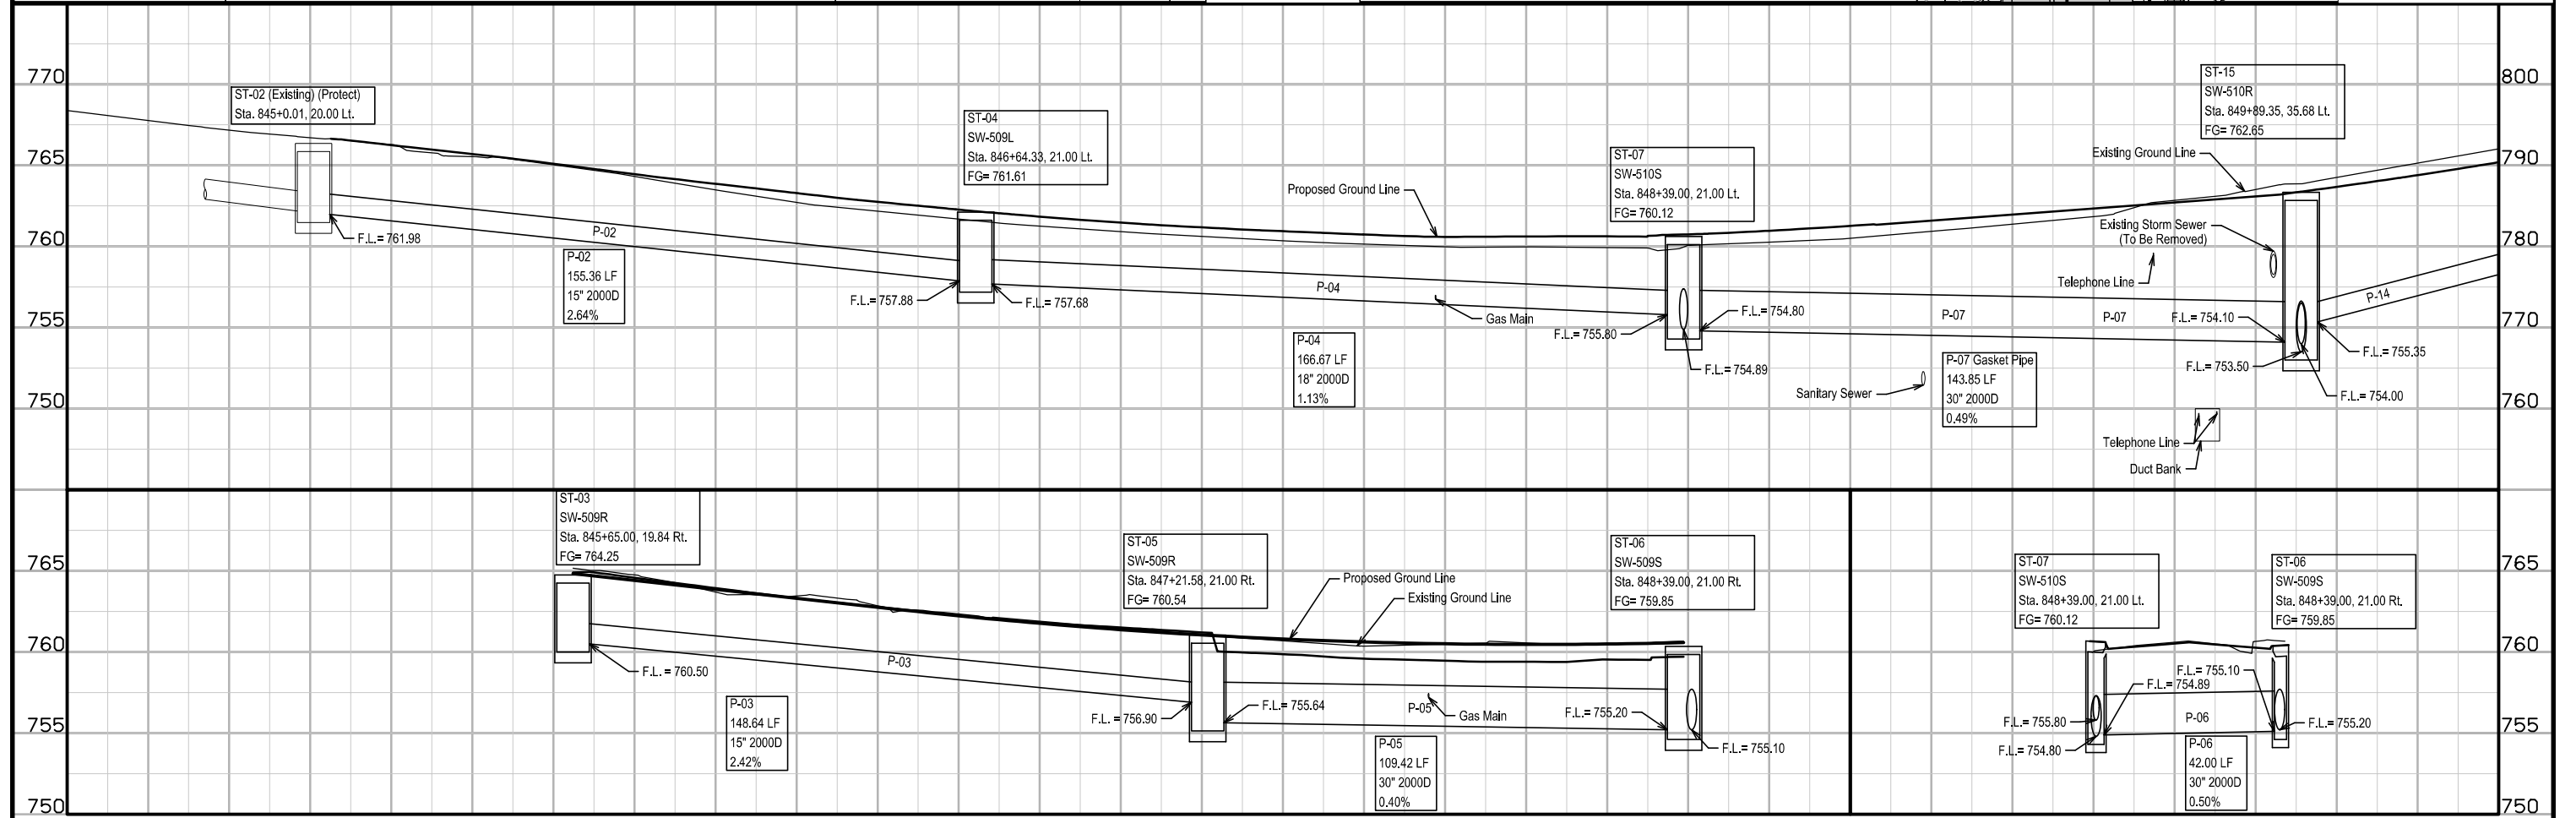 770
765
760
755
750
800
790
780
770
760
ST-02 (Existing) (Protect)
Sta. 845+0.01, 20.00 Lt.
F.L.= 761.98
P-02
P-02
155.36 LF
15" 2000D
2.64%
ST-04
SW-509L
Sta. 846+64.33, 21.00 Lt.
FG= 761.61
F.L.= 757.88
F.L.= 757.68
Proposed Ground Line
P-04
Gas Main
P-04
166.67 LF
18" 2000D
1.13%
ST-07
SW-510S
Sta. 848+39.00, 21.00 Lt.
FG= 760.12
F.L.= 755.80
F.L.= 754.80
F.L.= 754.89
P-07
P-07
Sanitary Sewer
P-07 Gasket Pipe
143.85 LF
30" 2000D
0.49%
ST-15
SW-510R
Sta. 849+89.35, 35.68 Lt.
FG= 762.65
Existing Ground Line
Existing Storm Sewer
(To Be Removed)
Telephone Line
F.L.= 754.10
F.L.= 753.50
P-14
F.L.= 755.35
F.L.= 754.00
Telephone Line
Duct Bank
765
760
755
750
ST-03
SW-509R
Sta. 845+65.00, 19.84 Rt.
FG= 764.25
F.L.= 760.50
P-03
P-03
148.64 LF
15" 2000D
2.42%
ST-05
SW-509R
Sta. 847+21.58, 21.00 Rt.
FG= 760.54
F.L.= 756.90
F.L.= 755.64
Proposed Ground Line
Existing Ground Line
P-05
Gas Main
P-05
109.42 LF
30" 2000D
0.40%
ST-06
SW-509S
Sta. 848+39.00, 21.00 Rt.
FG= 759.85
F.L.= 755.20
F.L.= 755.10
ST-07
SW-510S
Sta. 848+39.00, 21.00 Lt.
FG= 760.12
F.L.= 755.80
F.L.= 754.80
F.L.= 755.10
F.L.= 754.89
P-06
P-06
42.00 LF
30" 2000D
0.50%
ST-06
SW-509S
Sta. 848+39.00, 21.00 Rt.
FG= 759.85
F.L.= 755.20
765
760
755
750